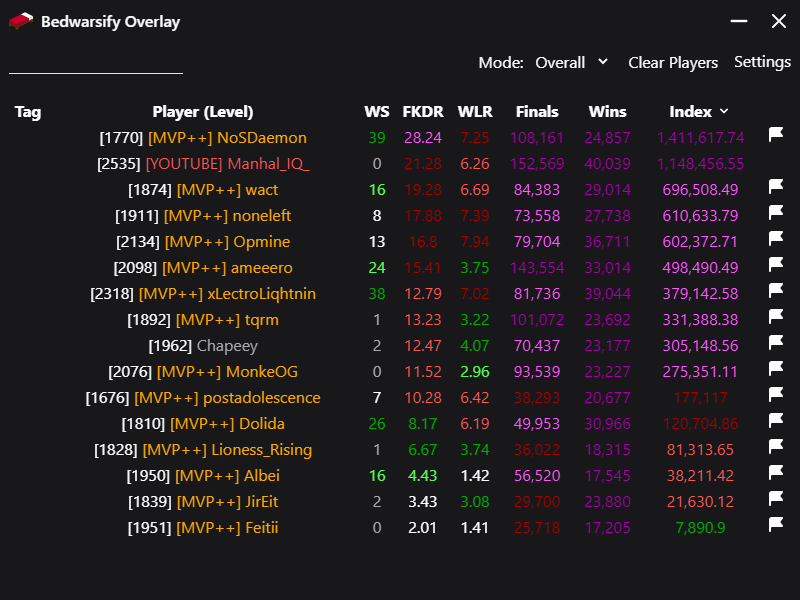 Bedwarsify Overlay
Mode: Overall Clear Players Settings
Tag Player (Level) WS FKDR WLR Finals Wins Index
[1770] [MVP++] NoSDaemon 39 28.24 7.25 108,161 24,857 1,411,617.74
[2535] [YOUTUBE] Manhal_IQ_ 0 21.28 6.26 152,569 40,039 1,148,456.55
[1874] [MVP++] wact 16 19.28 6.69 84,383 29,014 696,508.49
[1911] [MVP++] noneleft 8 17.88 7.39 73,558 27,738 610,633.79
[2134] [MVP++] Opmine 13 16.8 7.94 79,704 36,711 602,372.71
[2098] [MVP++] ameeero 24 15.41 3.75 143,554 33,014 498,490.49
[2318] [MVP++] xLectroLiqhtnin 38 12.79 7.02 81,736 39,044 379,142.58
[1892] [MVP++] tqrm 1 13.23 3.22 101,072 23,692 331,388.38
[1962] Chapeey 2 12.47 4.07 70,437 23,177 305,148.56
[2076] [MVP++] MonkeOG 0 11.52 2.96 93,539 23,227 275,351.11
[1676] [MVP++] postadolescence 7 10.28 6.42 38,293 20,677 177,117
[1810] [MVP++] Dolida 26 8.17 6.19 49,953 30,966 120,704.86
[1828] [MVP++] Lioness_Rising 1 6.67 3.74 36,022 18,315 81,313.65
[1950] [MVP++] Albei 16 4.43 1.42 56,520 17,545 38,211.42
[1839] [MVP++] JirEit 2 3.43 3.08 29,700 23,880 21,630.12
[1951] [MVP++] Feitii 0 2.01 1.41 25,718 17,205 7,890.9